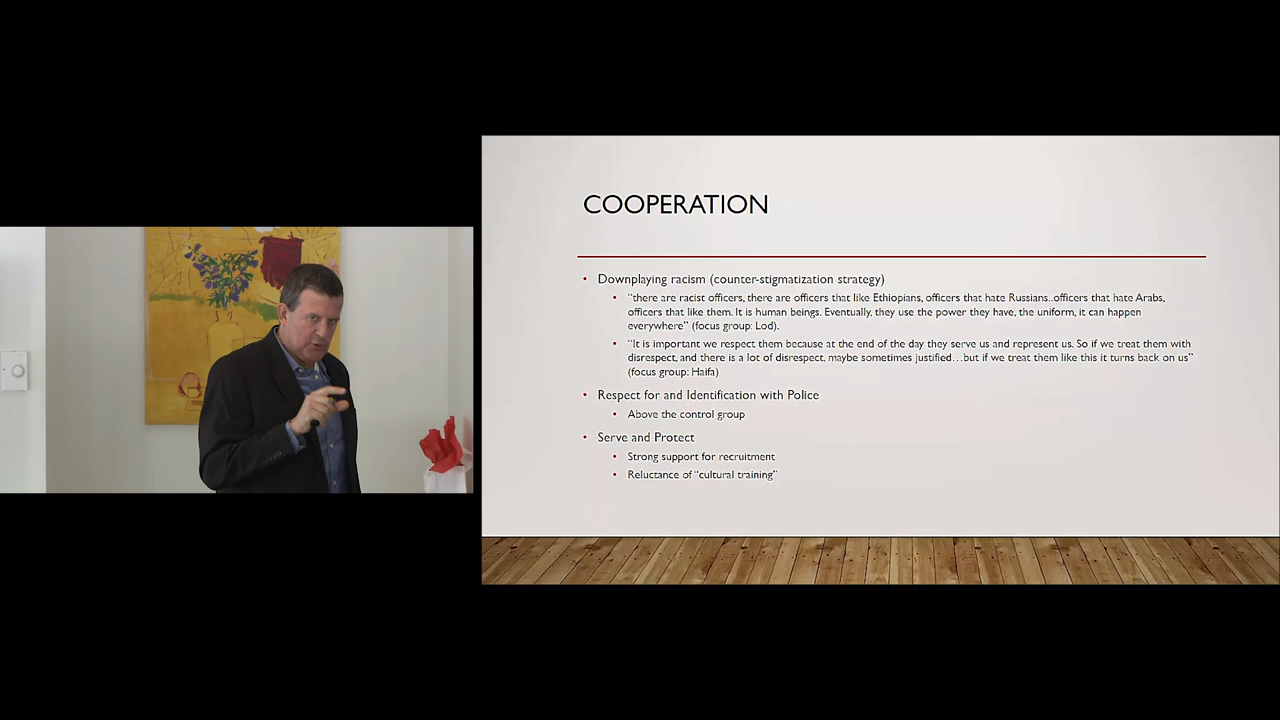 COOPERATION
• Downplaying racism (counter-stigmatization strategy)
• “there are racist officers, there are officers that like Ethiopians, officers that hate Russians..officers that hate Arabs,
officers that like them. It is human beings. Eventually, they use the power they have, the uniform, it can happen
everywhere” (focus group: Lod).
• “It is important we respect them because at the end of the day they serve us and represent us. So if we treat them with
disrespect, and there is a lot of disrespect, maybe sometimes justified…but if we treat them like this it turns back on us”
(focus group: Haifa)
• Respect for and Identification with Police
• Above the control group
• Serve and Protect
• Strong support for recruitment
• Reluctance of “cultural training”